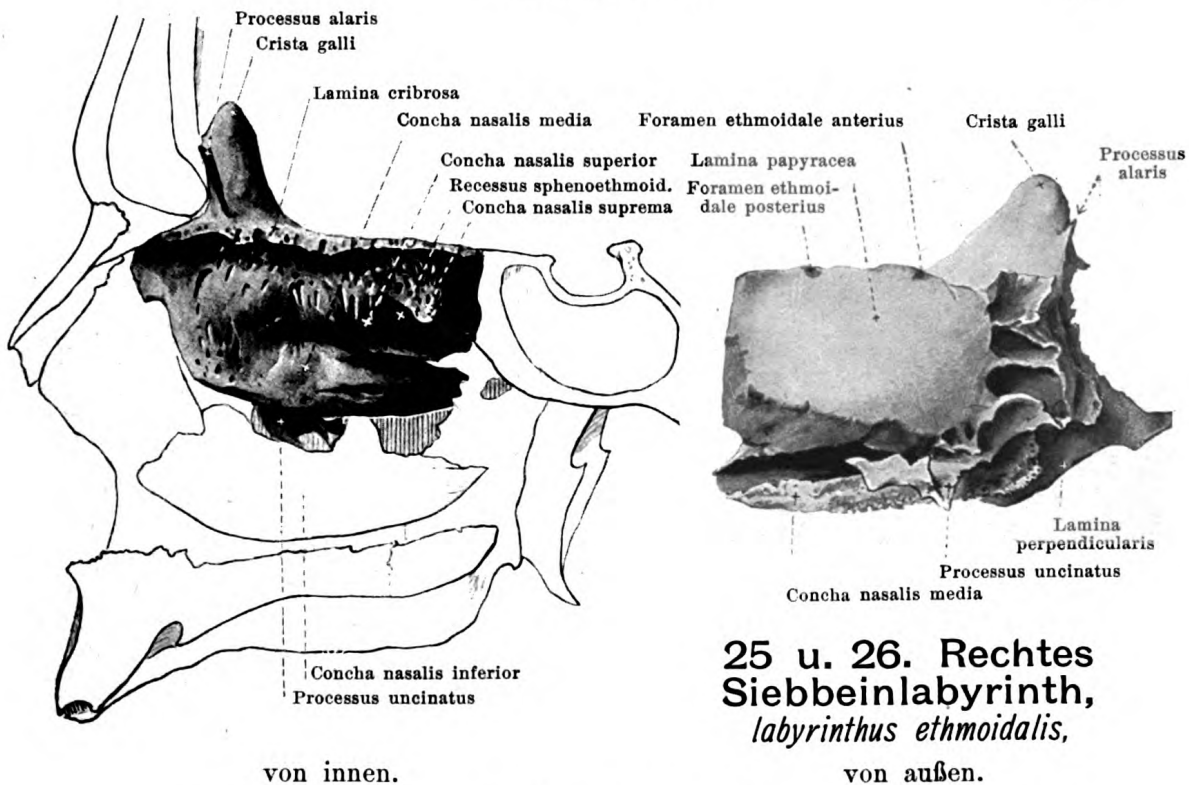 Processus alaris
Crista galli
Lamina cribrosa
Concha nasalis media
Concha nasalis superior
Recessus sphenoethmoid.
Concha nasalis suprema
Concha nasalis inferior
Processus uncinatus
von innen.
Foramen ethmoidale anterius
Crista galli
Lamina papyracea
Processus
alaris
Foramen ethmoi-
dale posterius
Lamina
perpendicularis
Processus uncinatus
Concha nasalis media
25 u. 26. Rechtes
Siebbeinlabyrinth,
labyrinthus ethmoidalis,
von außen.